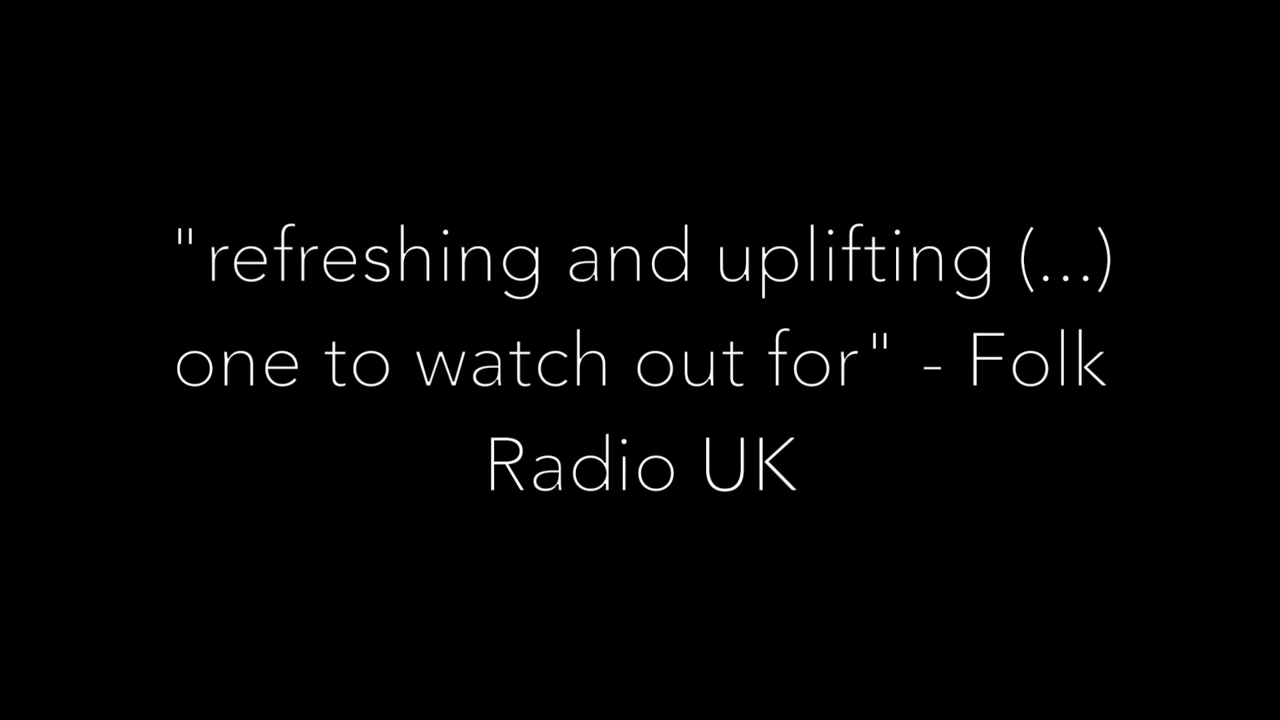 "refreshing and uplifting (...)
one to watch out for" - Folk
Radio UK